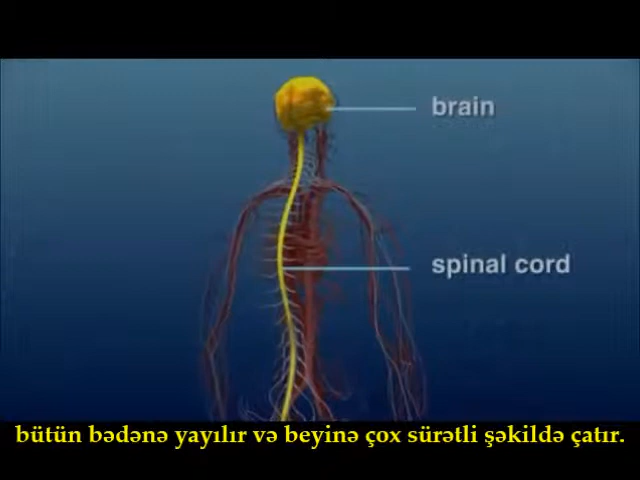 brain
spinal cord
bütün bədənə yayılır və beyinə çox sürətli şəkildə çatır.